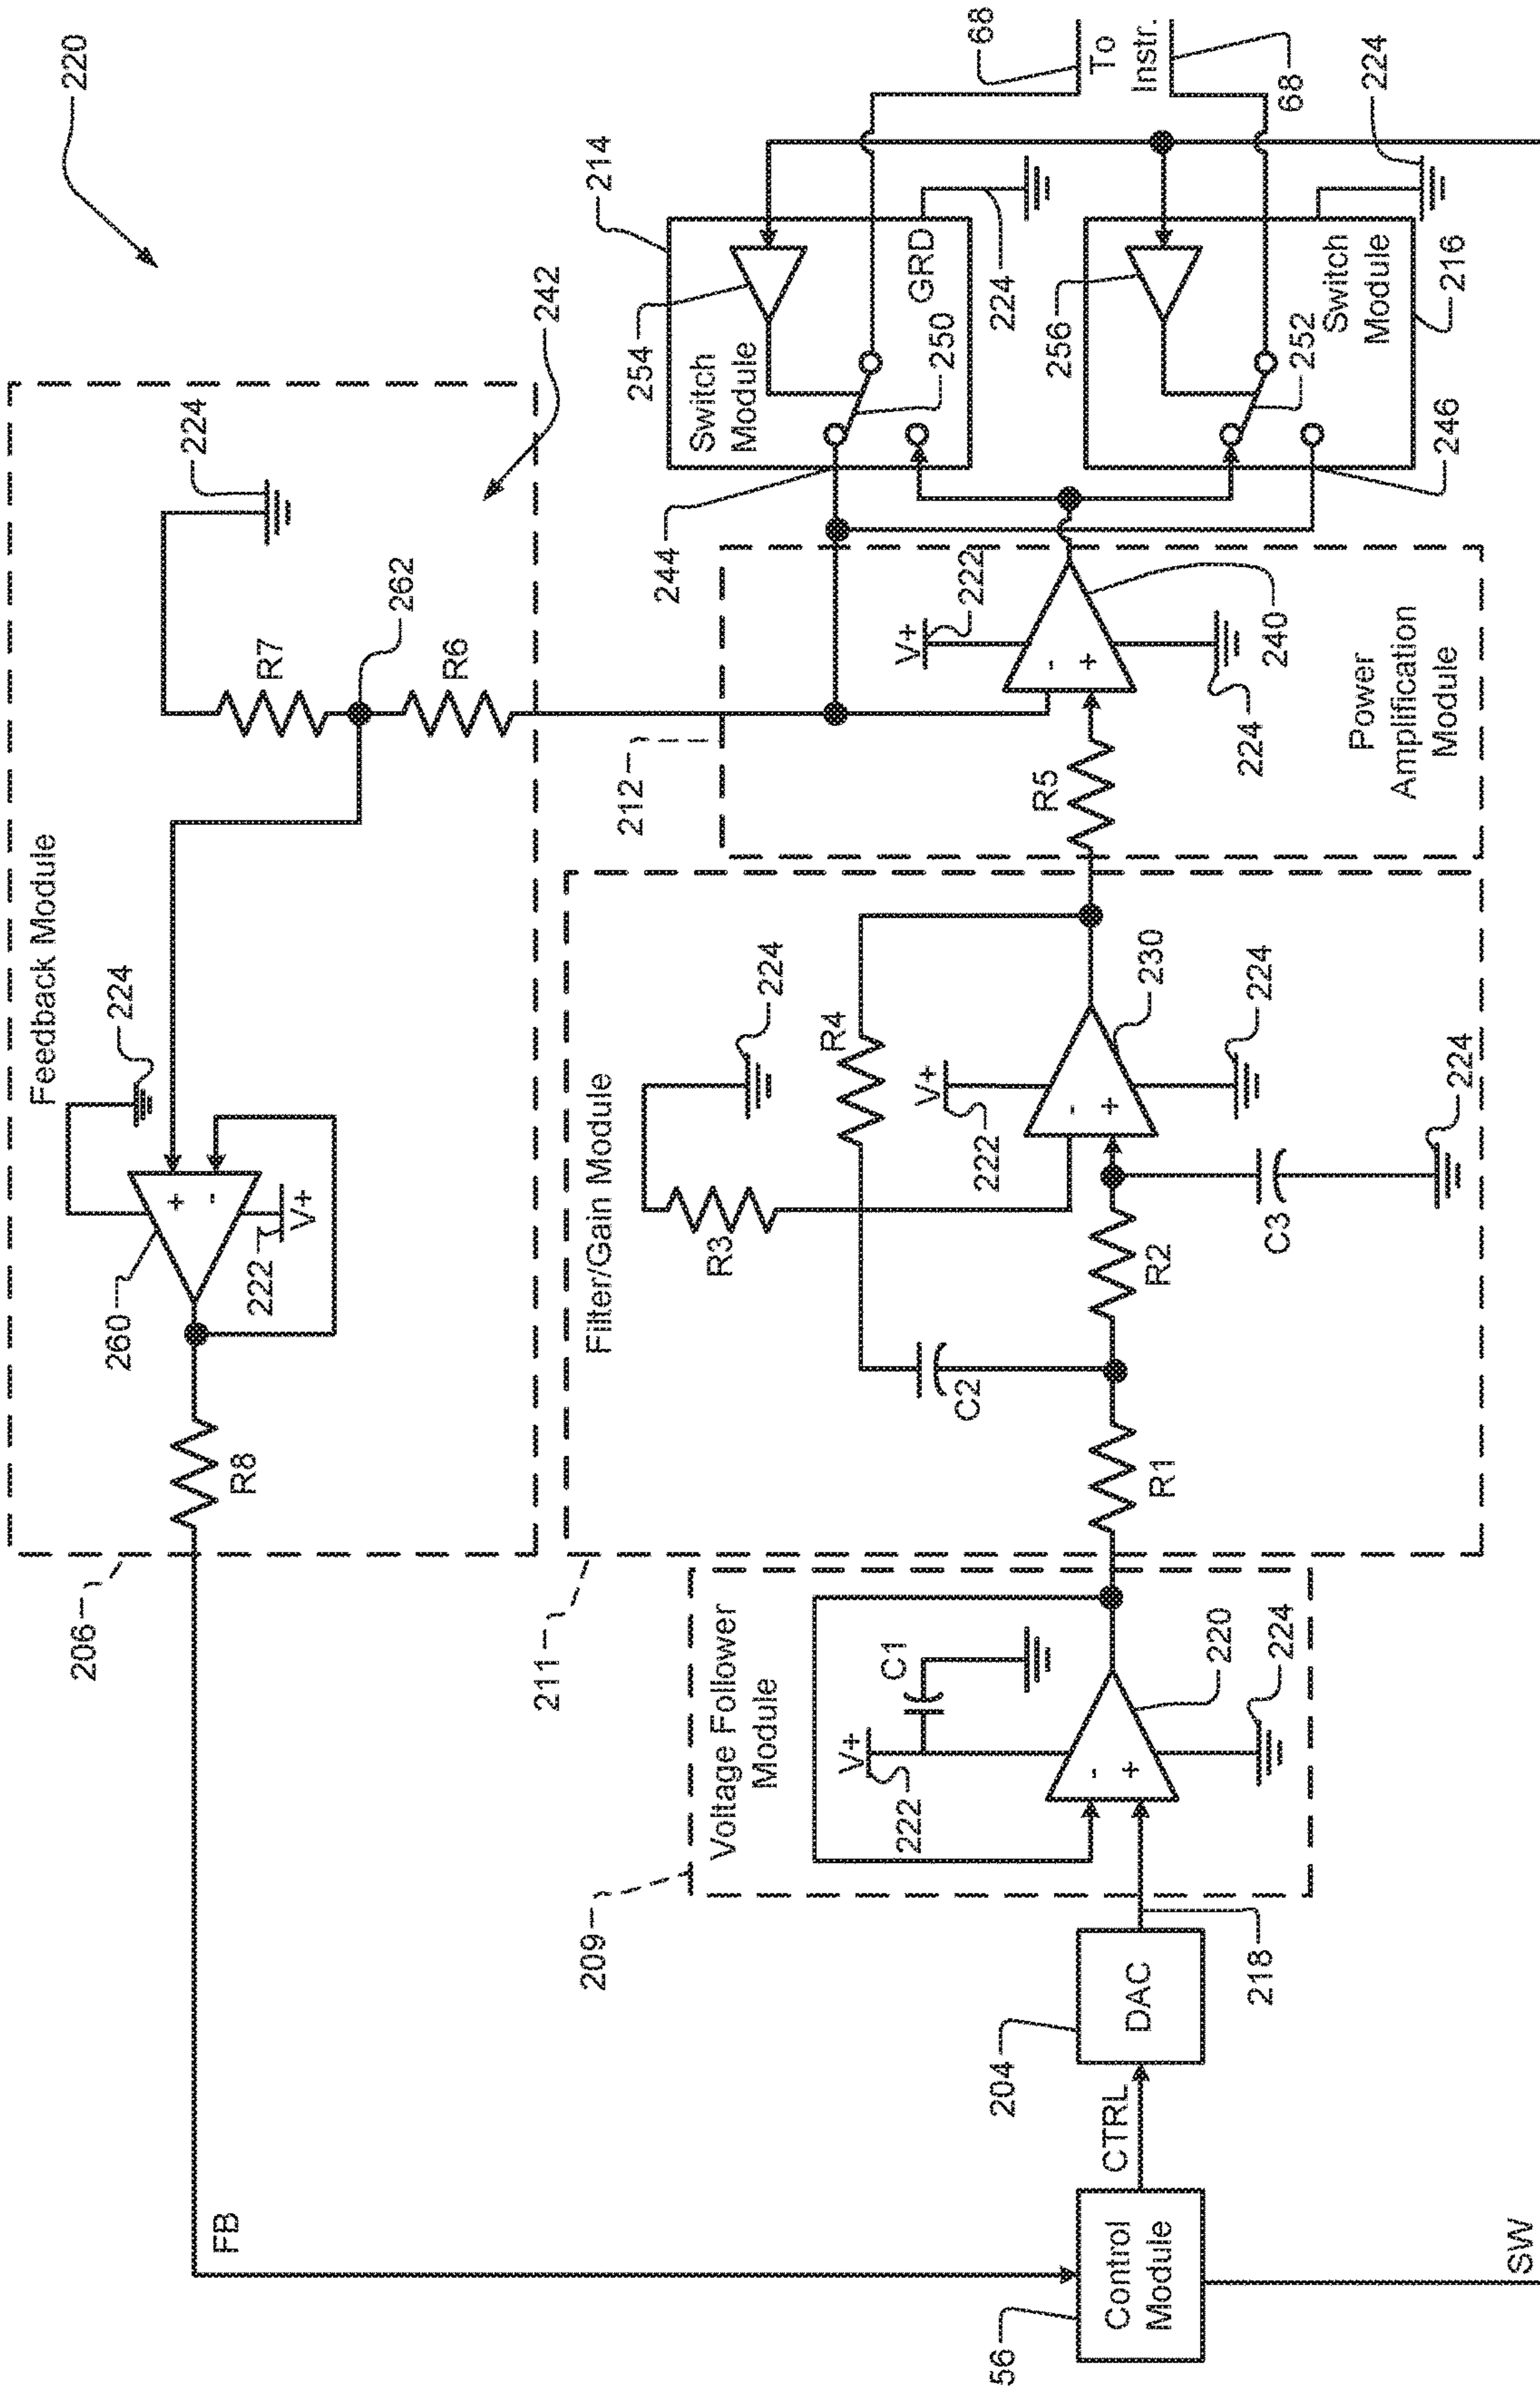 220
Feedback Module
206
FB
R8
260
+
-
222
V+
224
262
R7
R6
224
242
Filter/Gain Module
211
R1
R2
R3
R4
C2
C3
V+
222
-
+
230
224
224
224
Voltage Follower
Module
209
V+
222
C1
-
+
220
224
218
204
DAC
CTRL
56
Control
Module
SW
212
R5
V+
222
-
+
240
224
Power
Amplification
Module
244
254
Switch
Module
250
GRD
224
214
246
256
252
Switch
Module
216
224
68
To
Instr.
68